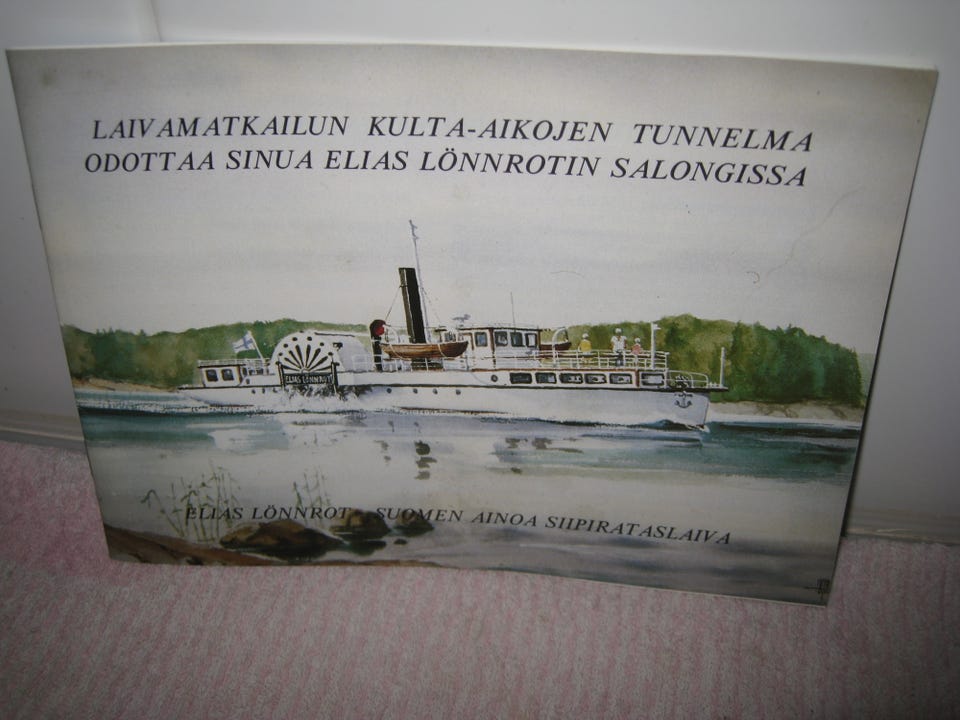 LAIVAMATKAILUN KULTA-AIKOJEN TUNNELMA
ODOTTAA SINUA ELIAS LÖNNROTIN SALONGISSA
ELIAS LÖNNROT
ELIAS LÖNNROT - SUOMEN AINOA SIIPIRATASLAIVA